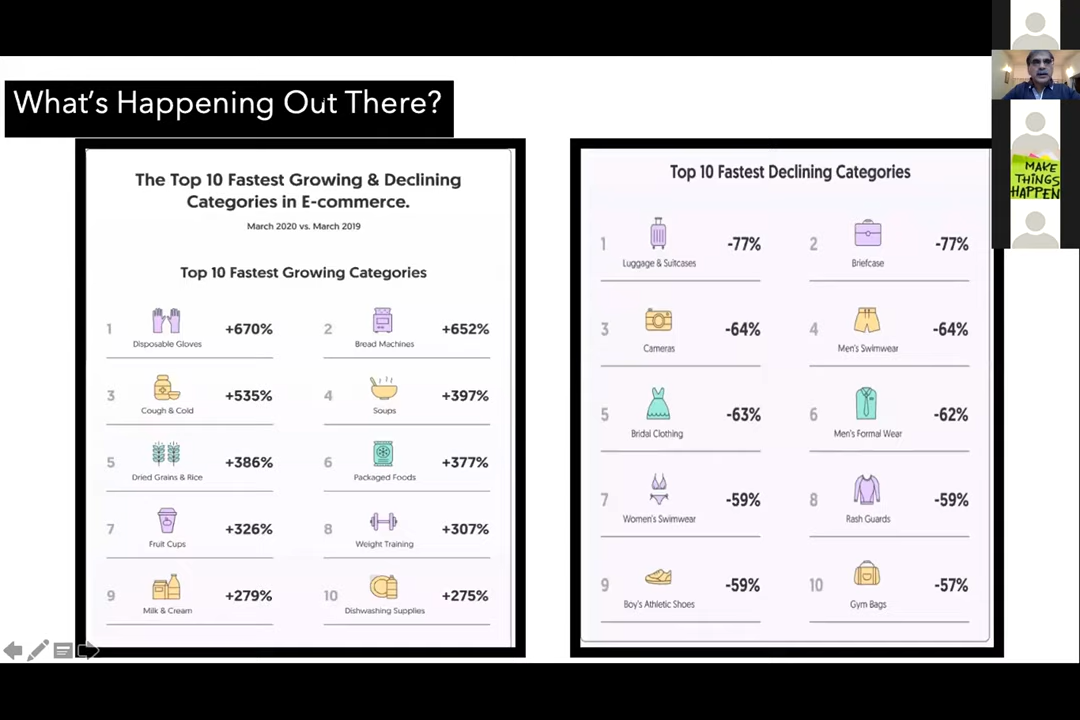 What's Happening Out There?
The Top 10 Fastest Growing & Declining
Categories in E-commerce.
March 2020 vs. March 2019
Top 10 Fastest Growing Categories
1
Disposable Gloves
+670%
2
Bread Machines
+652%
3
Cough & Cold
+535%
4
Soups
+397%
5
Dried Grains & Rice
+386%
6
Packaged Foods
+377%
7
Fruit Cups
+326%
8
Weight Training
+307%
9
Milk & Cream
+279%
10
Dishwashing Supplies
+275%
Top 10 Fastest Declining Categories
1
Luggage & Suitcases
-77%
2
Briefcase
-77%
3
Cameras
-64%
4
Men's Swimwear
-64%
5
Bridal Clothing
-63%
6
Men's Formal Wear
-62%
7
Women's Swimwear
-59%
8
Rash Guards
-59%
9
Boy's Athletic Shoes
-59%
10
Gym Bags
-57%
MAKE
THINGS
HAPPEN